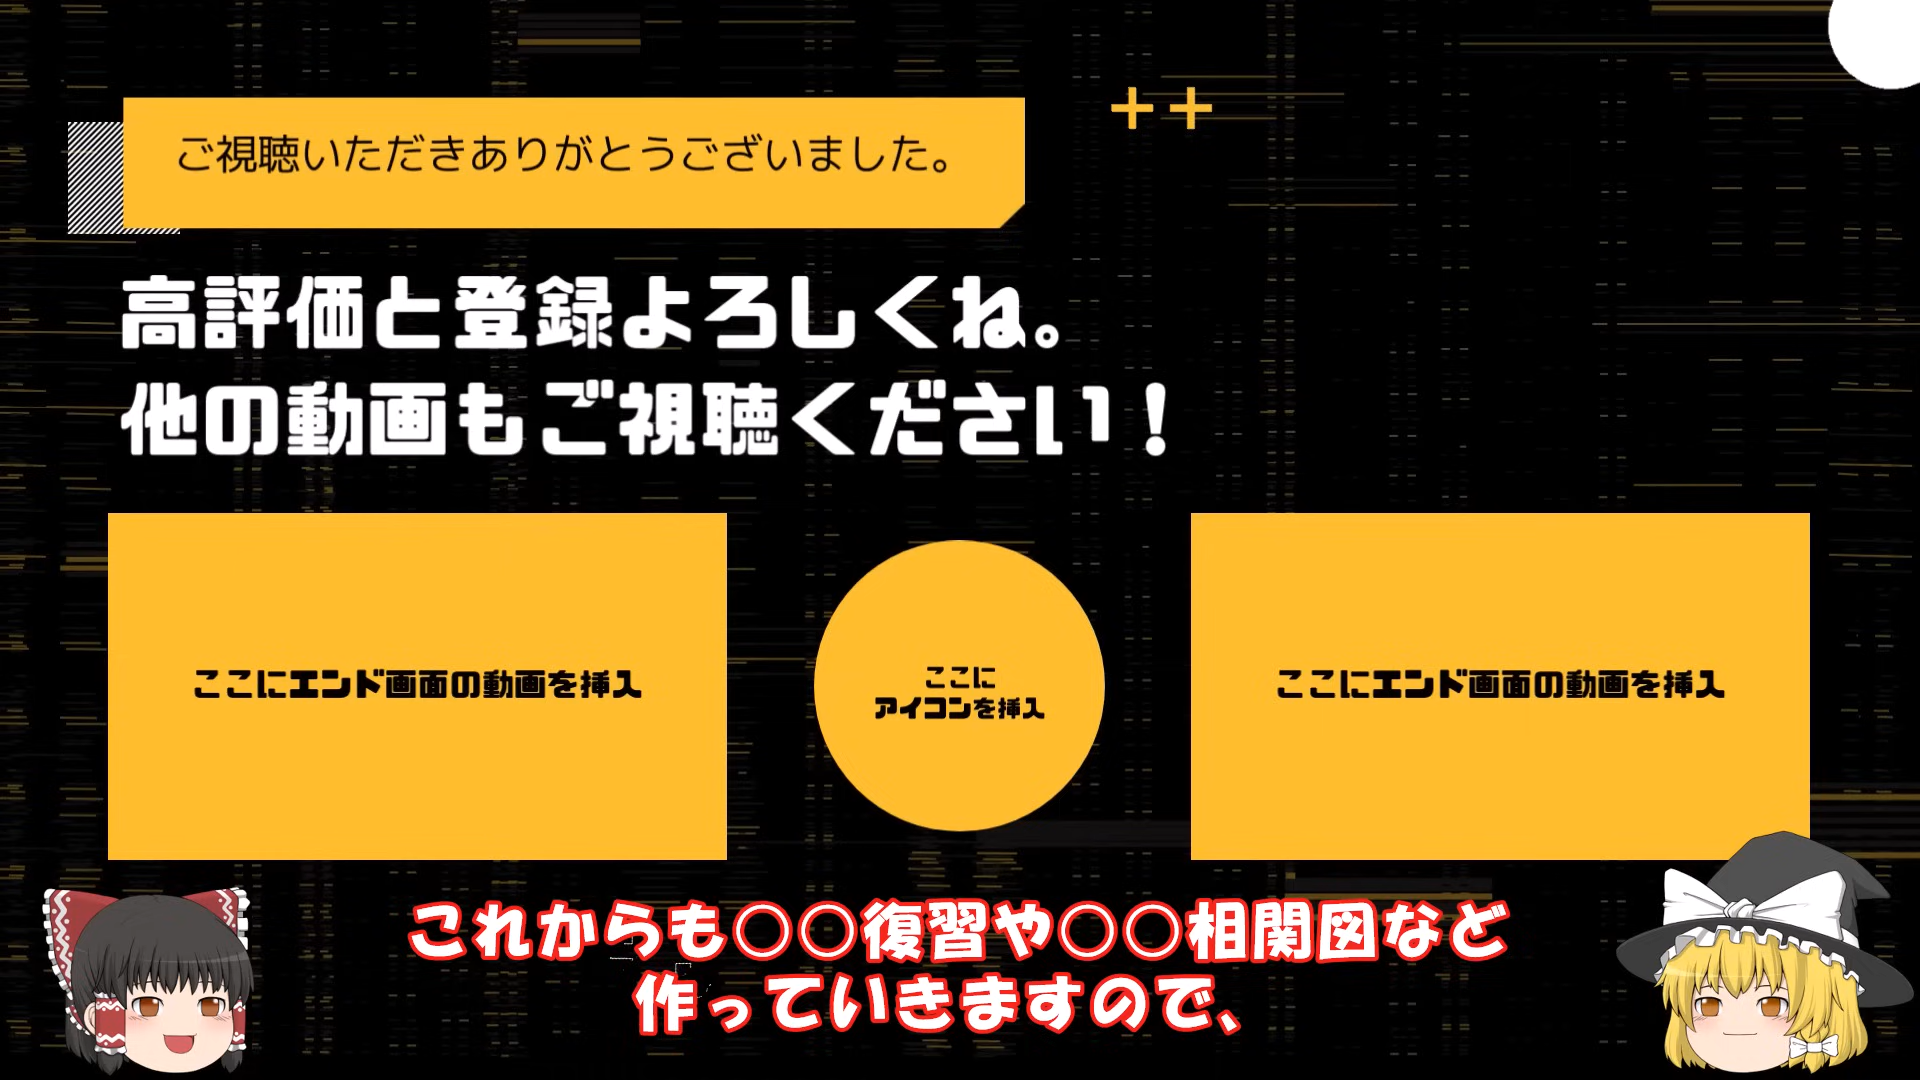 ご視聴いただきありがとうございました。
高評価と登録よろしくね。
他の動画もご視聴ください！
ここにエンド画面の動画を挿入
ここに
アイコンを挿入
ここにエンド画面の動画を挿入
これからも○○復習や○○相関図など
作っていきますので、